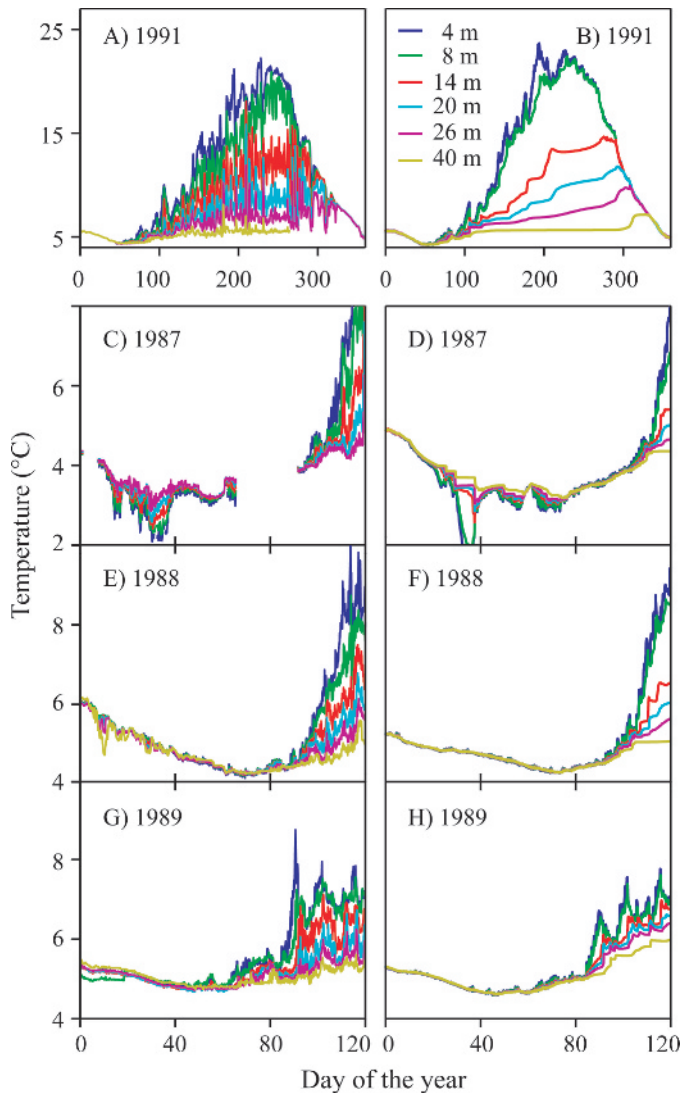 25
15
5
A) 1991
B) 1991
4 m
8 m
14 m
20 m
26 m
40 m
0 100 200 300
0 100 200 300
Temperature (°C)
6
4
2
C) 1987
D) 1987
8
6
4
E) 1988
F) 1988
8
6
4
G) 1989
H) 1989
0 40 80 120
0 40 80 120
Day of the year